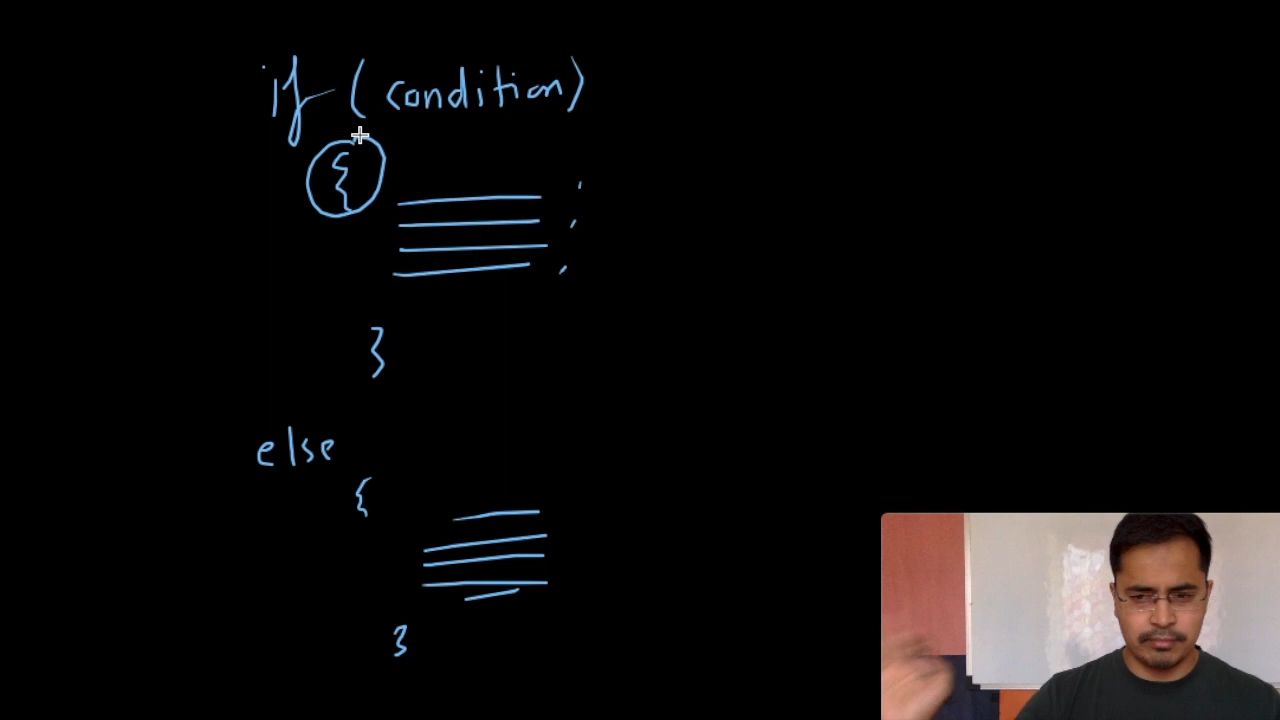 if (condition)
{
}
else
{
}